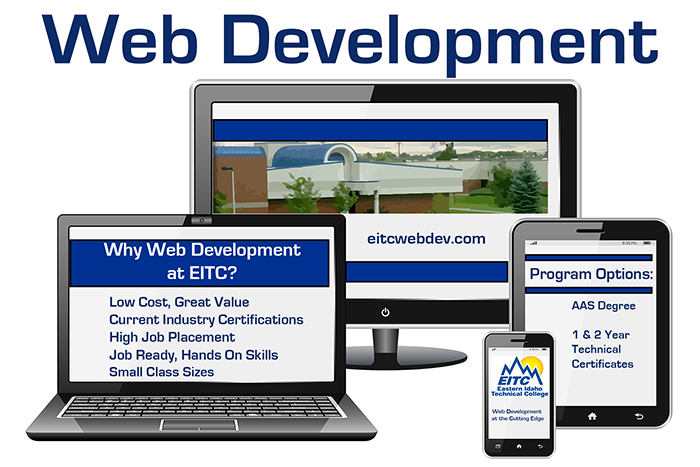 Web Development
eitcwebdev.com
Why Web Development
at EITC?
Low Cost, Great Value
Current Industry Certifications
High Job Placement
Job Ready, Hands On Skills
Small Class Sizes
Program Options:
AAS Degree
1 & 2 Year
Technical
Certificates
EITC
Eastern Idaho
Technical College
Web Development
at the Cutting Edge